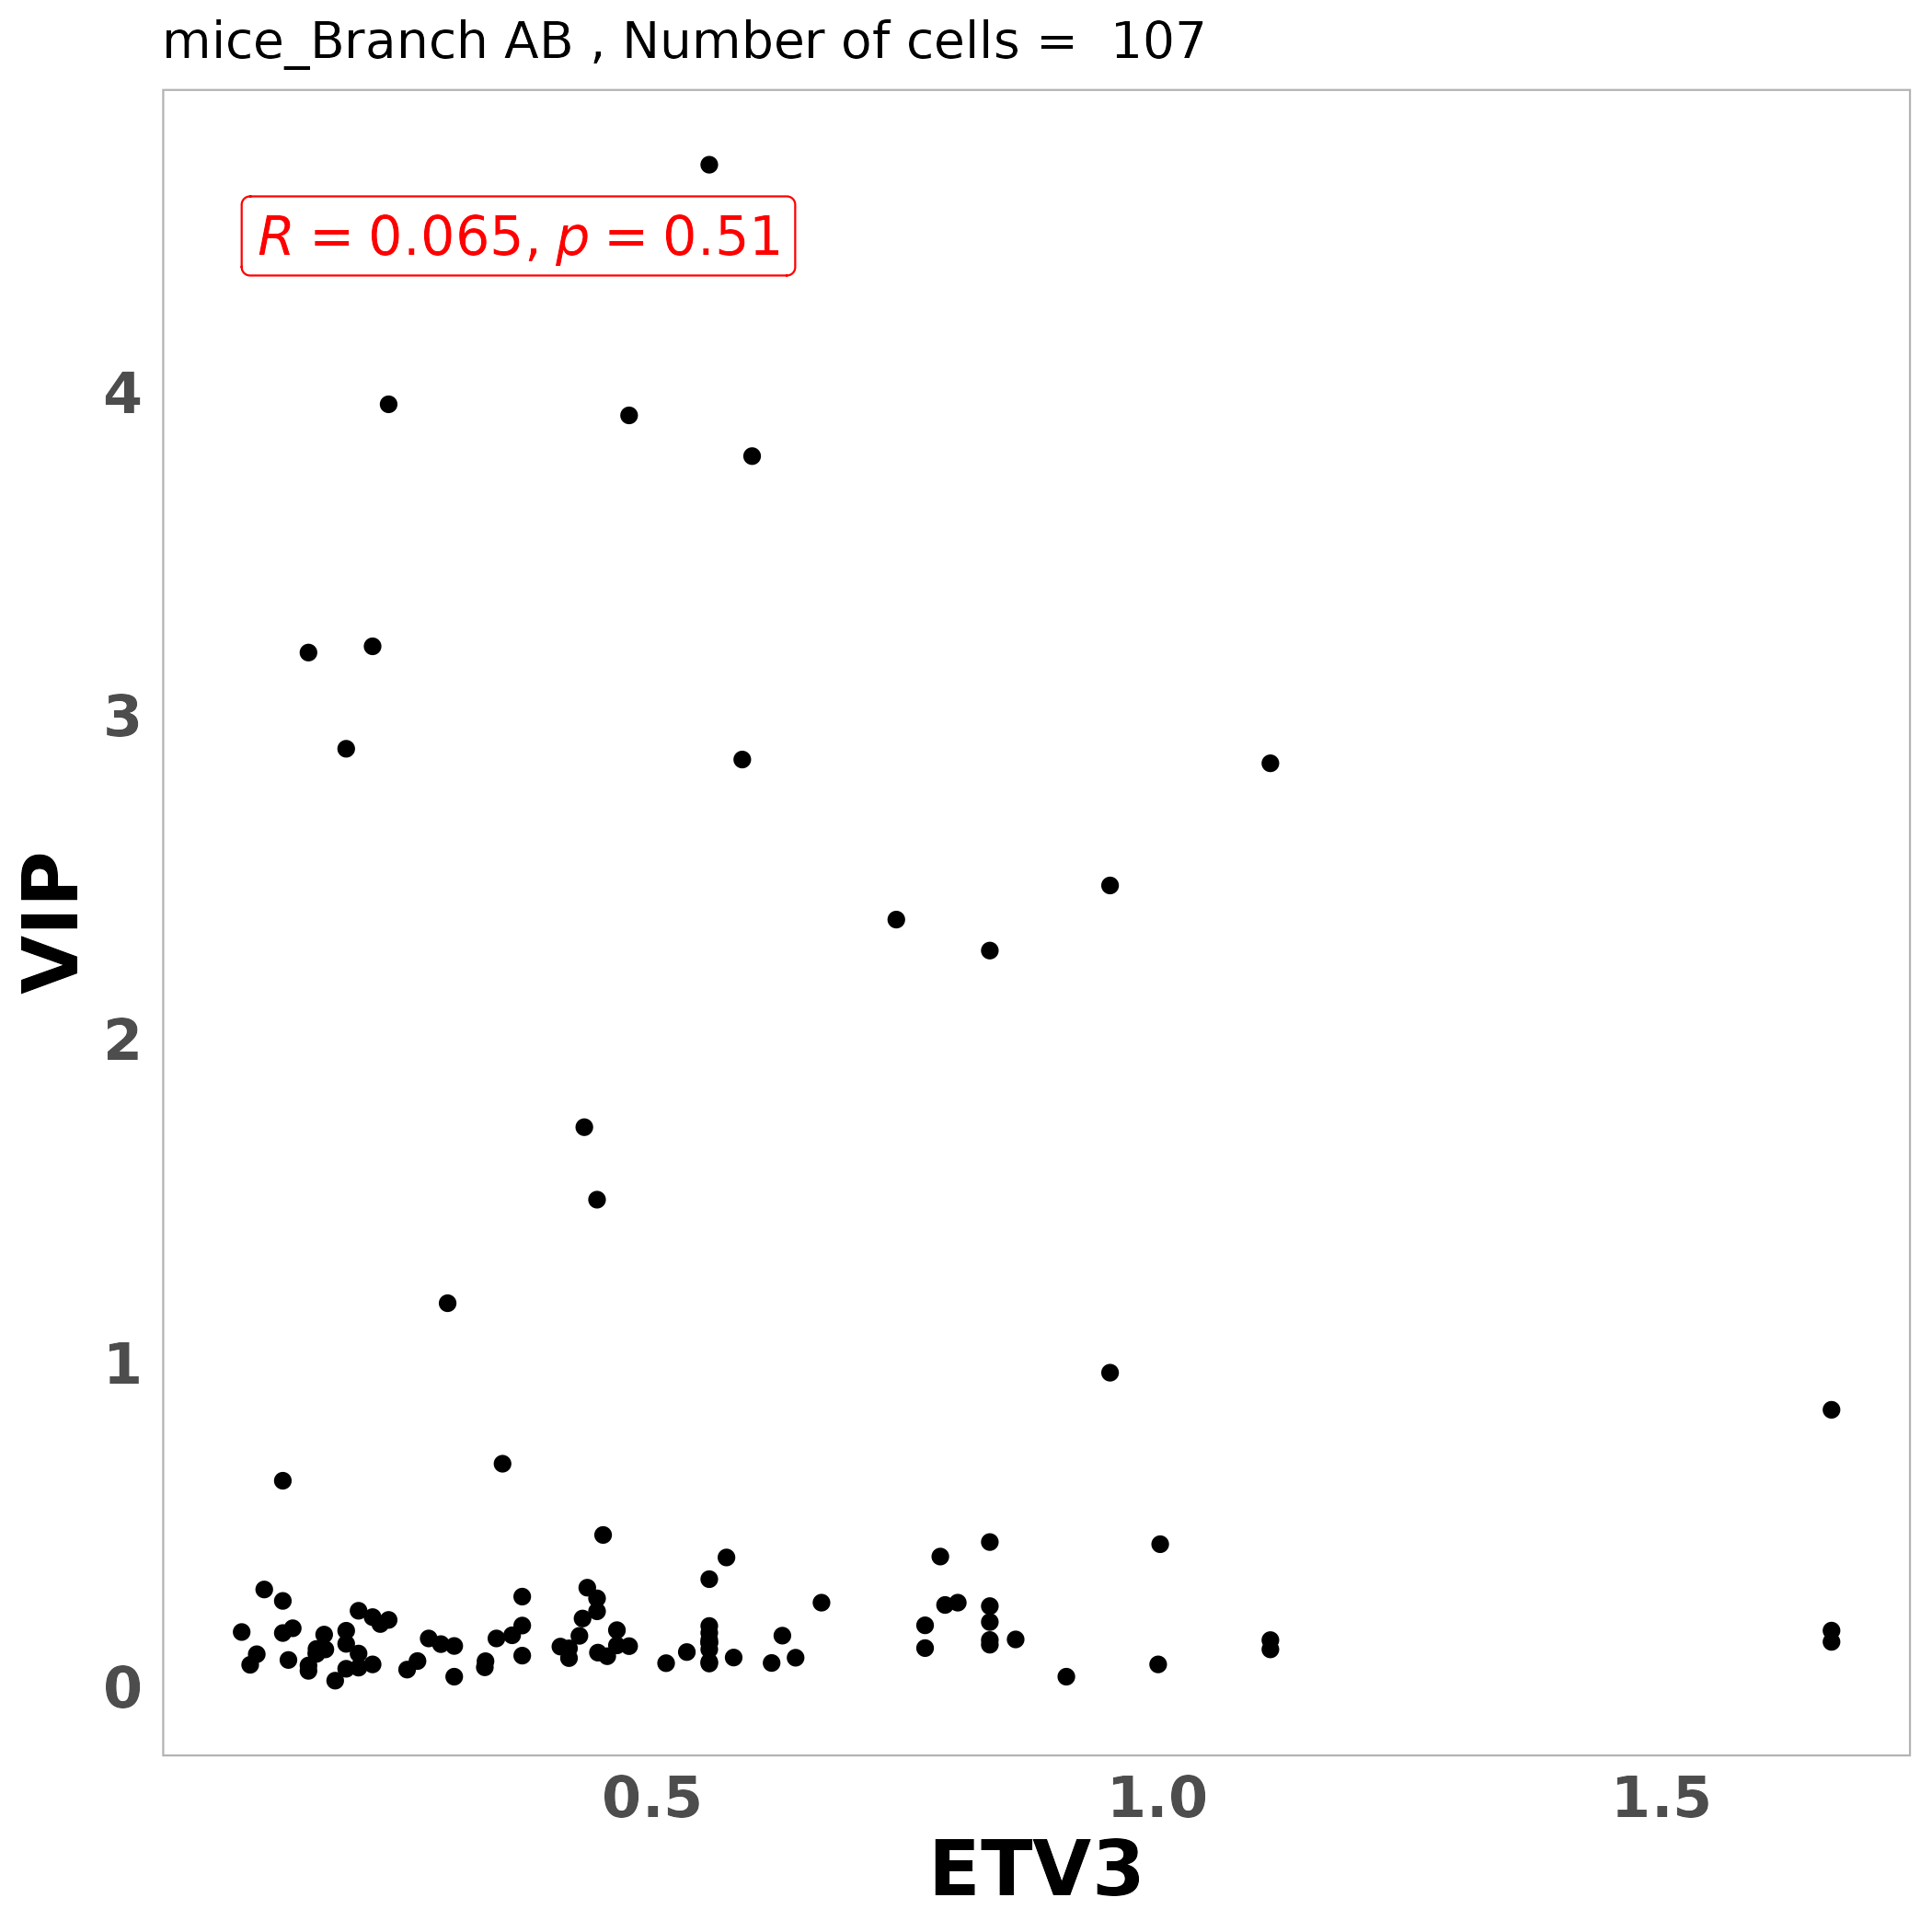 mice_Branch AB , Number of cells =  107
R = 0.065, p = 0.51
4
3
2
1
0
VIP
0.5 1.0 1.5
ETV3